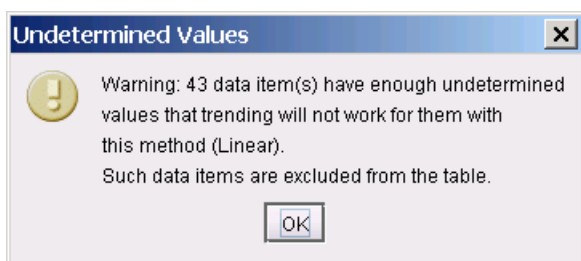 Undetermined Values
Warning: 43 data item(s) have enough undetermined
values that trending will not work for them with
this method (Linear).
Such data items are excluded from the table.
OK